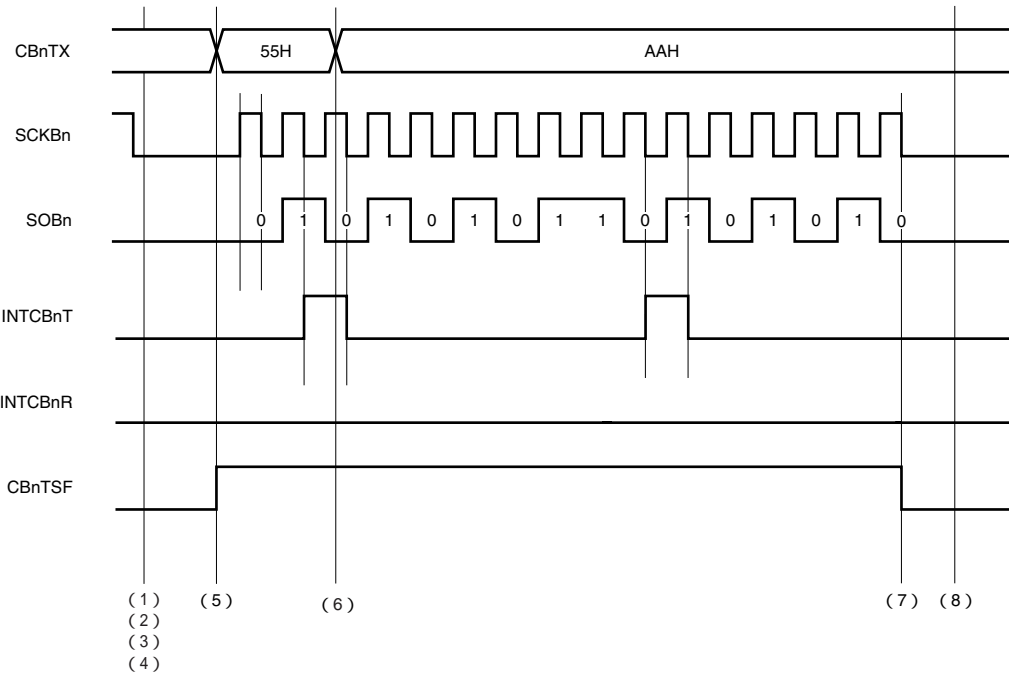 CBnTX 55H AAH
SCKBn
SOBn 0 1 0 1 0 1 0 1 1 0 1 0 1 0 1 0
INTCBnT
INTCBnR
CBnTSF
(1) (5) (6) (7) (8)
(2)
(3)
(4)